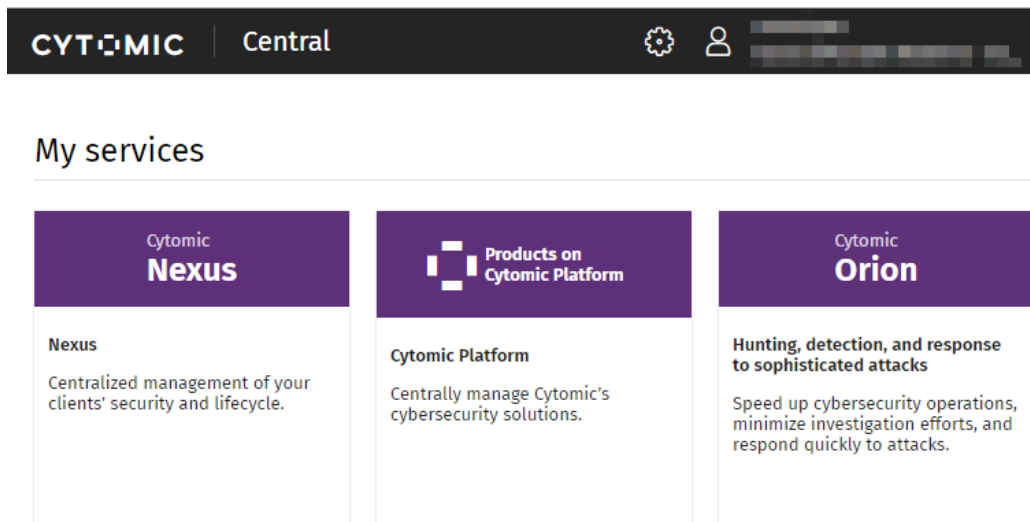 CYTOMIC Central
My services
Cytomic
Nexus
Nexus
Centralized management of your
clients' security and lifecycle.
Products on
Cytomic Platform
Cytomic Platform
Centrally manage Cytomic's
cybersecurity solutions.
Cytomic
Orion
Hunting, detection, and response
to sophisticated attacks
Speed up cybersecurity operations,
minimize investigation efforts, and
respond quickly to attacks.